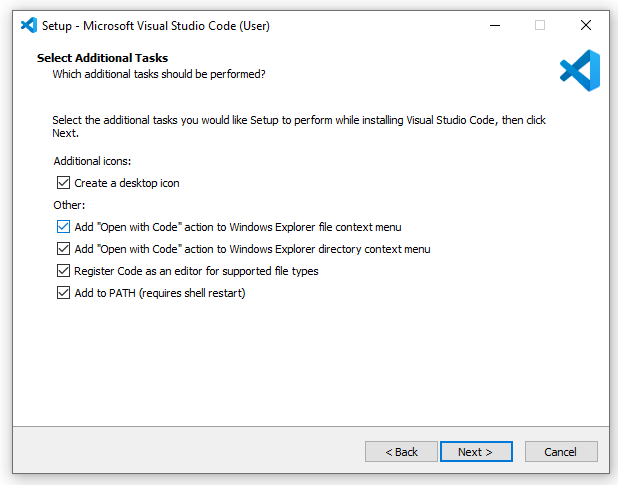 Setup - Microsoft Visual Studio Code (User)
Select Additional Tasks
Which additional tasks should be performed?
Select the additional tasks you would like Setup to perform while installing Visual Studio Code, then click
Next.
Additional icons:
Create a desktop icon
Other:
Add "Open with Code" action to Windows Explorer file context menu
Add "Open with Code" action to Windows Explorer directory context menu
Register Code as an editor for supported file types
Add to PATH (requires shell restart)
< Back Next > Cancel